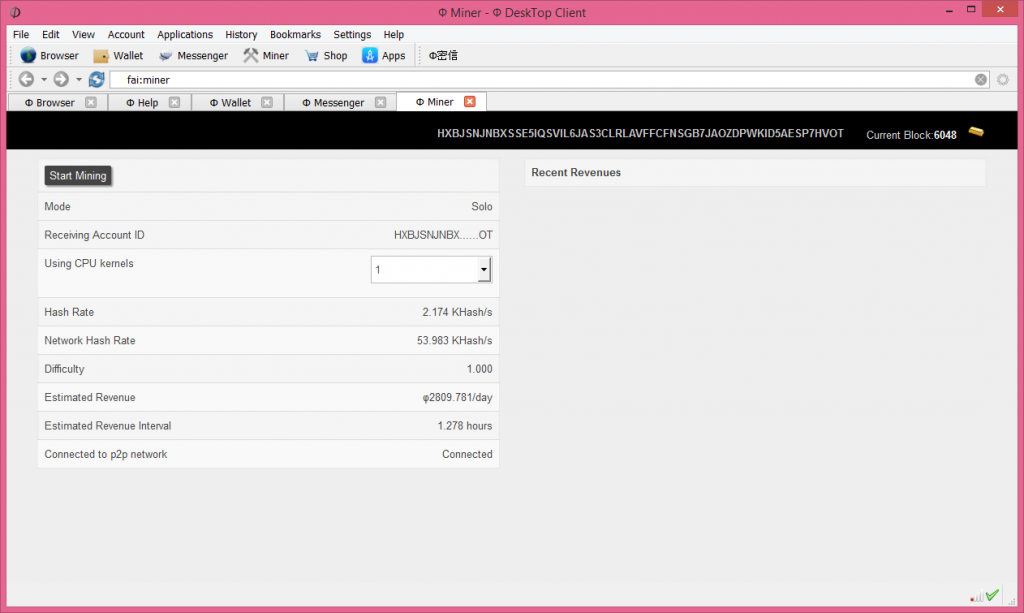 Φ Miner - Φ DeskTop Client
File Edit View Account Applications History Bookmarks Settings Help
Browser Wallet Messenger Miner Shop Apps Φ密信
fai:miner
Φ Browser Φ Help Φ Wallet Φ Messenger Φ Miner
HXBJSNJNBXSSE5IQSVIL6JAS3CLRLAVFFCFNSGB7JAOZDPWKID5AESP7HVOT Current Block:6048
Start Mining
Mode Solo
Receiving Account ID HXBJSNJNBX......OT
Using CPU kernels 1
Hash Rate 2.174 KHash/s
Network Hash Rate 53.983 KHash/s
Difficulty 1.000
Estimated Revenue φ2809.781/day
Estimated Revenue Interval 1.278 hours
Connected to p2p network Connected
Recent Revenues